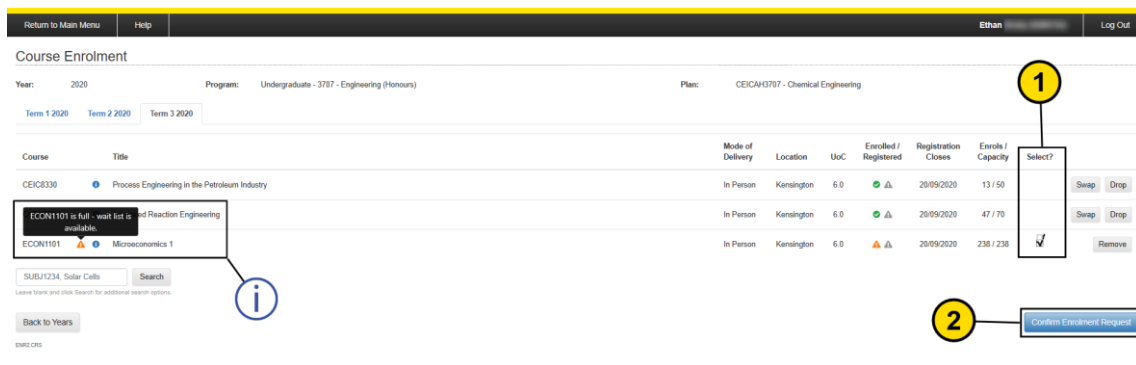 Return to Main Menu Help Ethan Log Out
Course Enrolment
Year: 2020 Program: Undergraduate - 3707 - Engineering (Honours) Plan: CEICAH3707 - Chemical Engineering
1
Term 1 2020 Term 2 2020 Term 3 2020
Course Title Mode of Delivery Location UoC Enrolled / Registered Registration Closes Enrols / Capacity Select?
CEIC8330 Process Engineering in the Petroleum Industry In Person Kensington 6.0 20/09/2020 13 / 50 Swap Drop
ECON1101 is full - wait list is available.
ed Reaction Engineering In Person Kensington 6.0 20/09/2020 47 / 70 Swap Drop
ECON1101 Microeconomics 1 In Person Kensington 6.0 20/09/2020 238 / 238 Remove
SUBJ1234, Solar Cells Search
Leave blank and click Search for additional search options.
i
Back to Years 2 Confirm Enrolment Request
ENR2.CRS